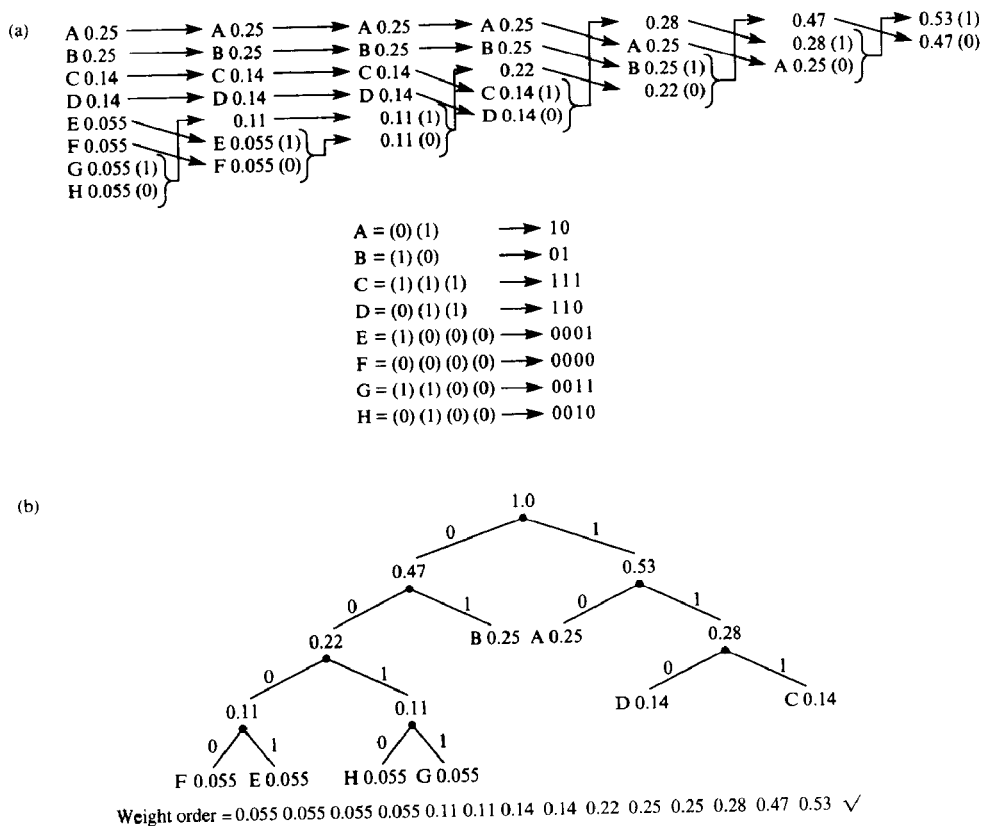 (a)
A 0.25 A 0.25 A 0.25 A 0.25 0.28 0.47 0.53 (1)
B 0.25 B 0.25 B 0.25 B 0.25 A 0.25 0.28 (1) 0.47 (0)
C 0.14 C 0.14 C 0.14 0.22 B 0.25 (1) A 0.25 (0)
D 0.14 D 0.14 D 0.14 C 0.14 (1) 0.22 (0)
E 0.055 0.11 0.11 (1) D 0.14 (0)
F 0.055 E 0.055 (1) 0.11 (0)
G 0.055 (1) F 0.055 (0)
H 0.055 (0)
A = (0) (1) 10
B = (1) (0) 01
C = (1) (1) (1) 111
D = (0) (1) (1) 110
E = (1) (0) (0) (0) 0001
F = (0) (0) (0) (0) 0000
G = (1) (1) (0) (0) 0011
H = (0) (1) (0) (0) 0010
(b)
1.0
0 1
0.47 0.53
0 1 0 1
0.22 B 0.25 A 0.25 0.28
0 1 0 1
0.11 0.11 D 0.14 C 0.14
0 1 0 1
F 0.055 E 0.055 H 0.055 G 0.055
Weight order = 0.055 0.055 0.055 0.055 0.11 0.11 0.14 0.14 0.22 0.25 0.25 0.28 0.47 0.53 √